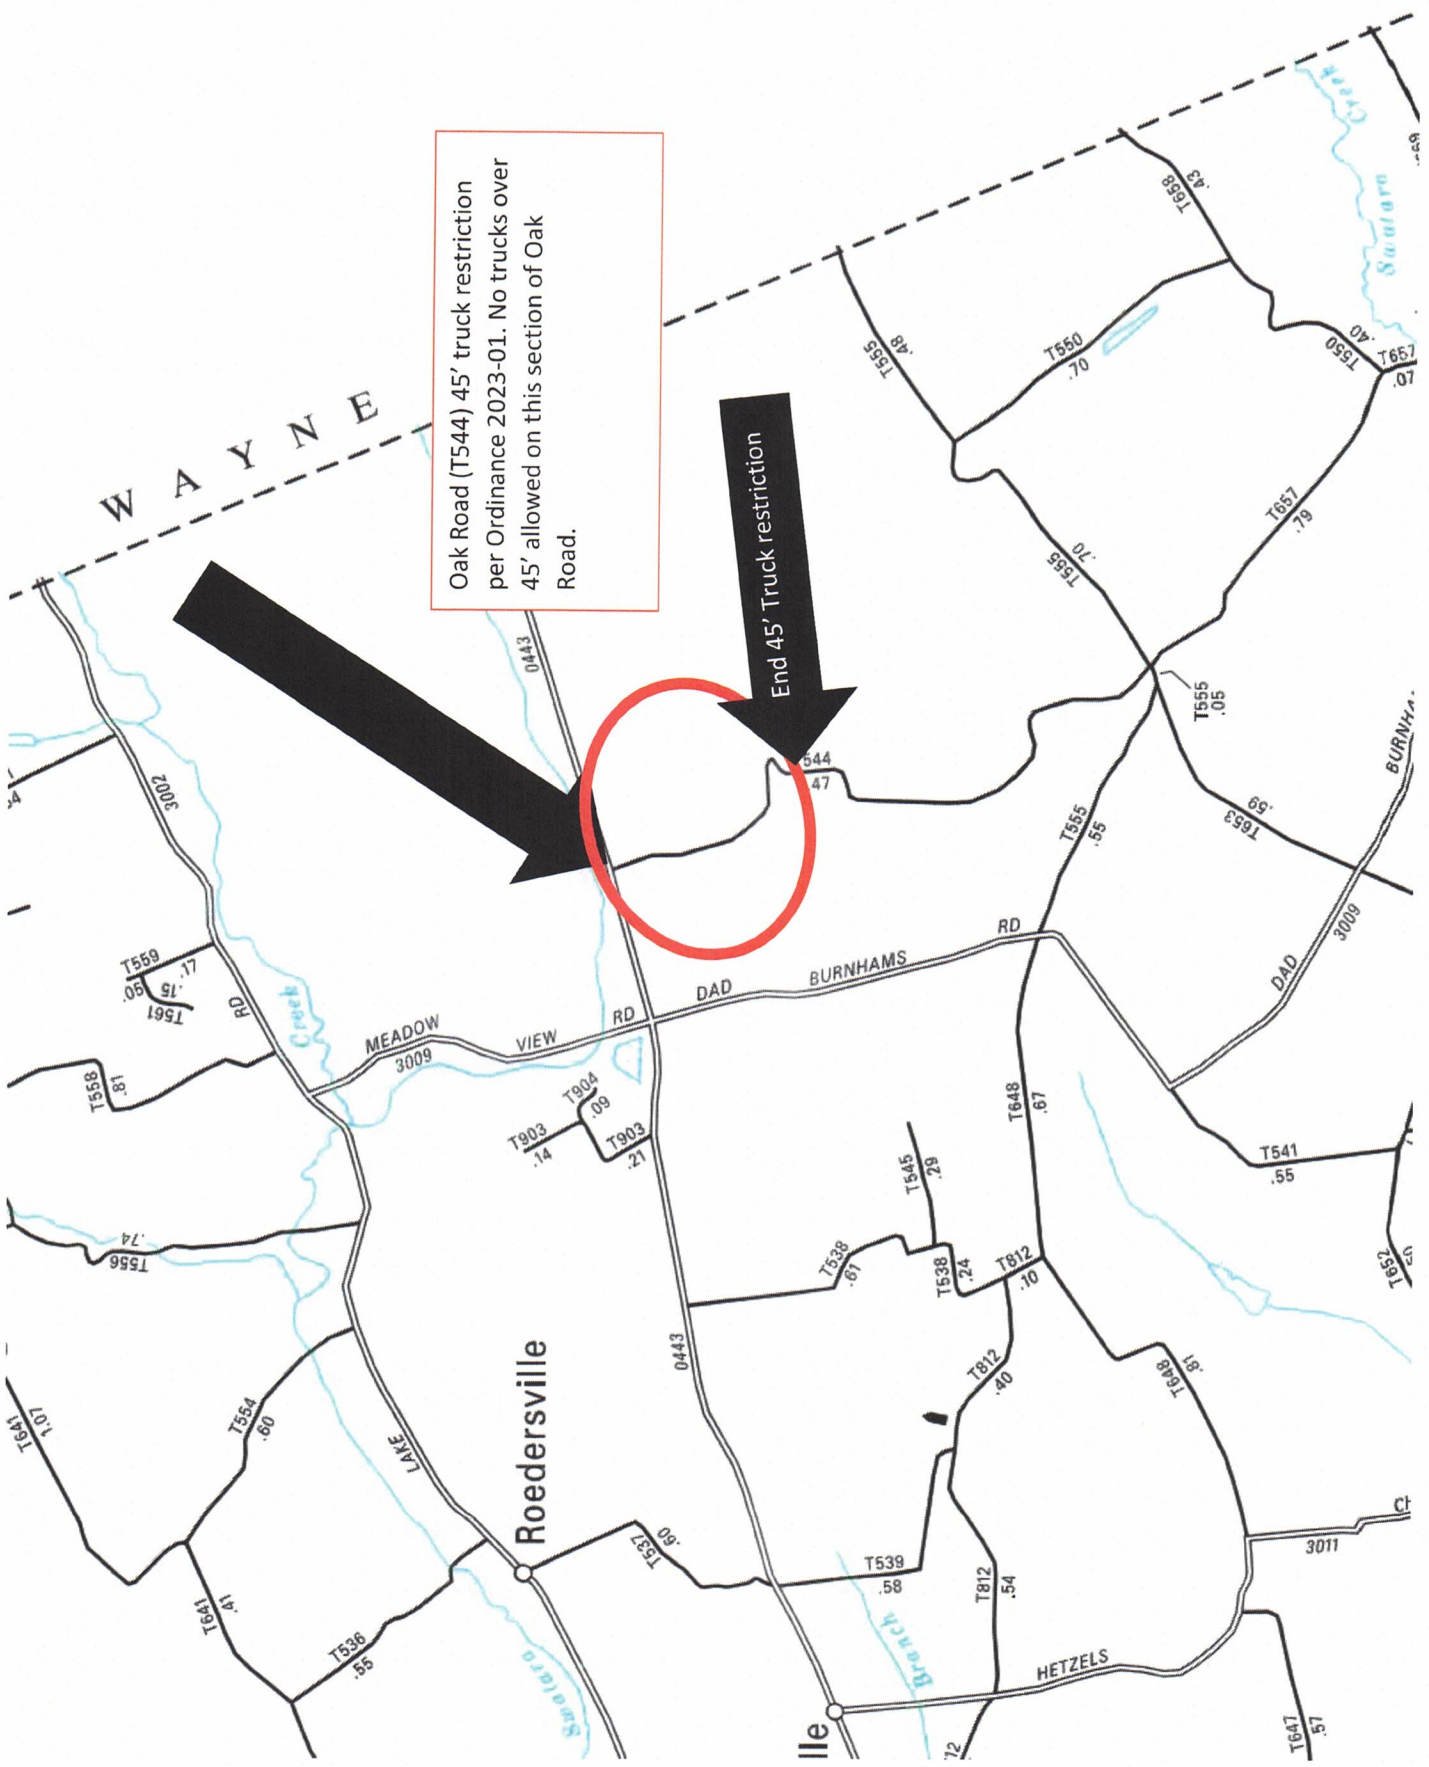 WAYNE
Oak Road (T544) 45’ truck restriction
per Ordinance 2023-01. No trucks over
45’ allowed on this section of Oak
Road.
End 45’ Truck restriction
0443
544
.47
3002
RD
LAKE
T559
.17
.15
T561
T558
.81
Creek
MEADOW
VIEW
RD
3009
DAD
BURNHAMS
RD
T904
.09
T903
.14
T903
.21
T556
.74
T641
1.07
T554
.60
T641
.41
T536
.55
Roedersville
Swatara
T537
.60
0443
T539
.58
Branch
lle
T812
.54
HETZELS
T647
.57
3011
T648
.81
T812
.40
T812
.10
T538
.24
T538
.61
T545
.29
T648
.67
T541
.55
T652
DAD
3009
BURNHA
T653
.59
T555
.55
T555
.05
T555
.70
T657
.79
T555
.48
T550
.70
T550
.40
T657
.07
T658
.43
Swatara
Creek